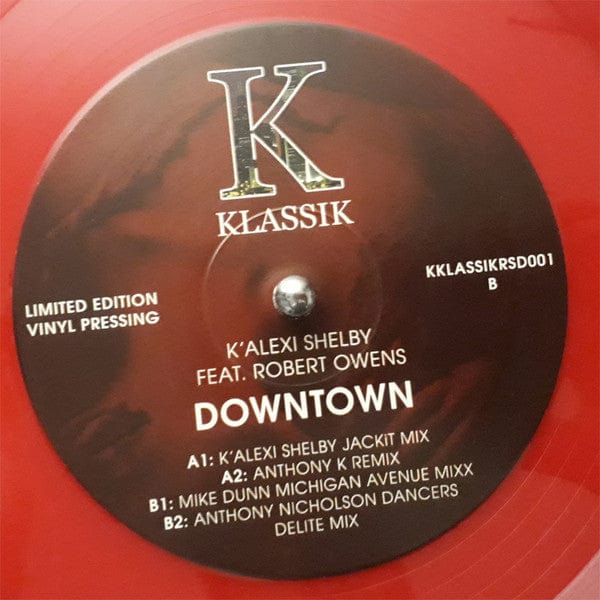 K
KLASSIK
LIMITED EDITION
VINYL PRESSING
KKLASSIKRSD001
B
K'ALEXI SHELBY
FEAT. ROBERT OWENS
DOWNTOWN
A1: K'ALEXI SHELBY JACKiT MIX
A2: ANTHONY K REMIX
B1: MIKE DUNN MICHIGAN AVENUE MIXX
B2: ANTHONY NICHOLSON DANCERS
DELITE MIX